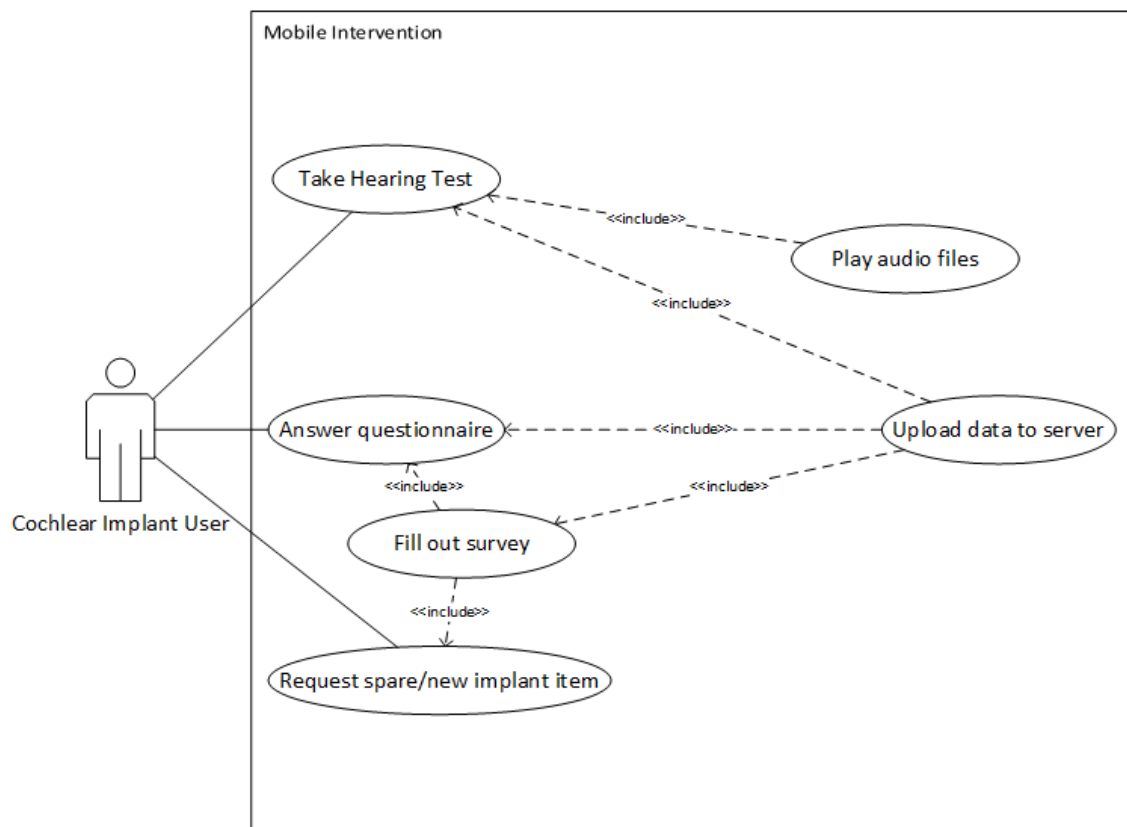 Mobile Intervention
Take Hearing Test
<<include>>
Play audio files
<<include>>
Answer questionnaire
<<include>>
Upload data to server
<<include>>
<<include>>
Cochlear Implant User
Fill out survey
<<include>>
Request spare/new implant item